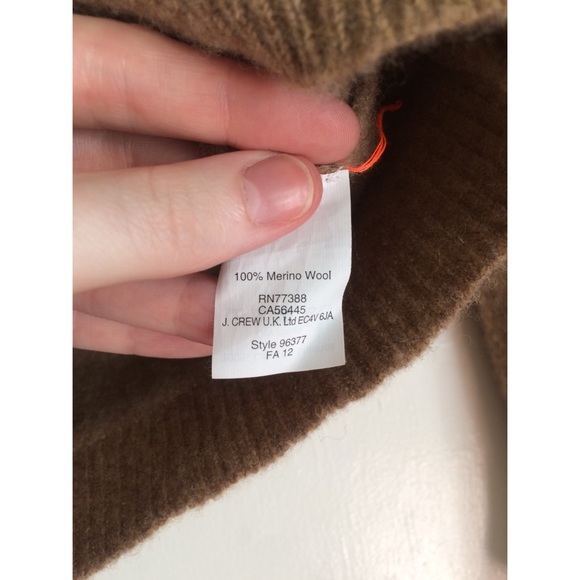 100% Merino Wool
RN77388
CA56445
J. CREW U.K. Ltd EC4V 6JA
Style 96377
FA 12